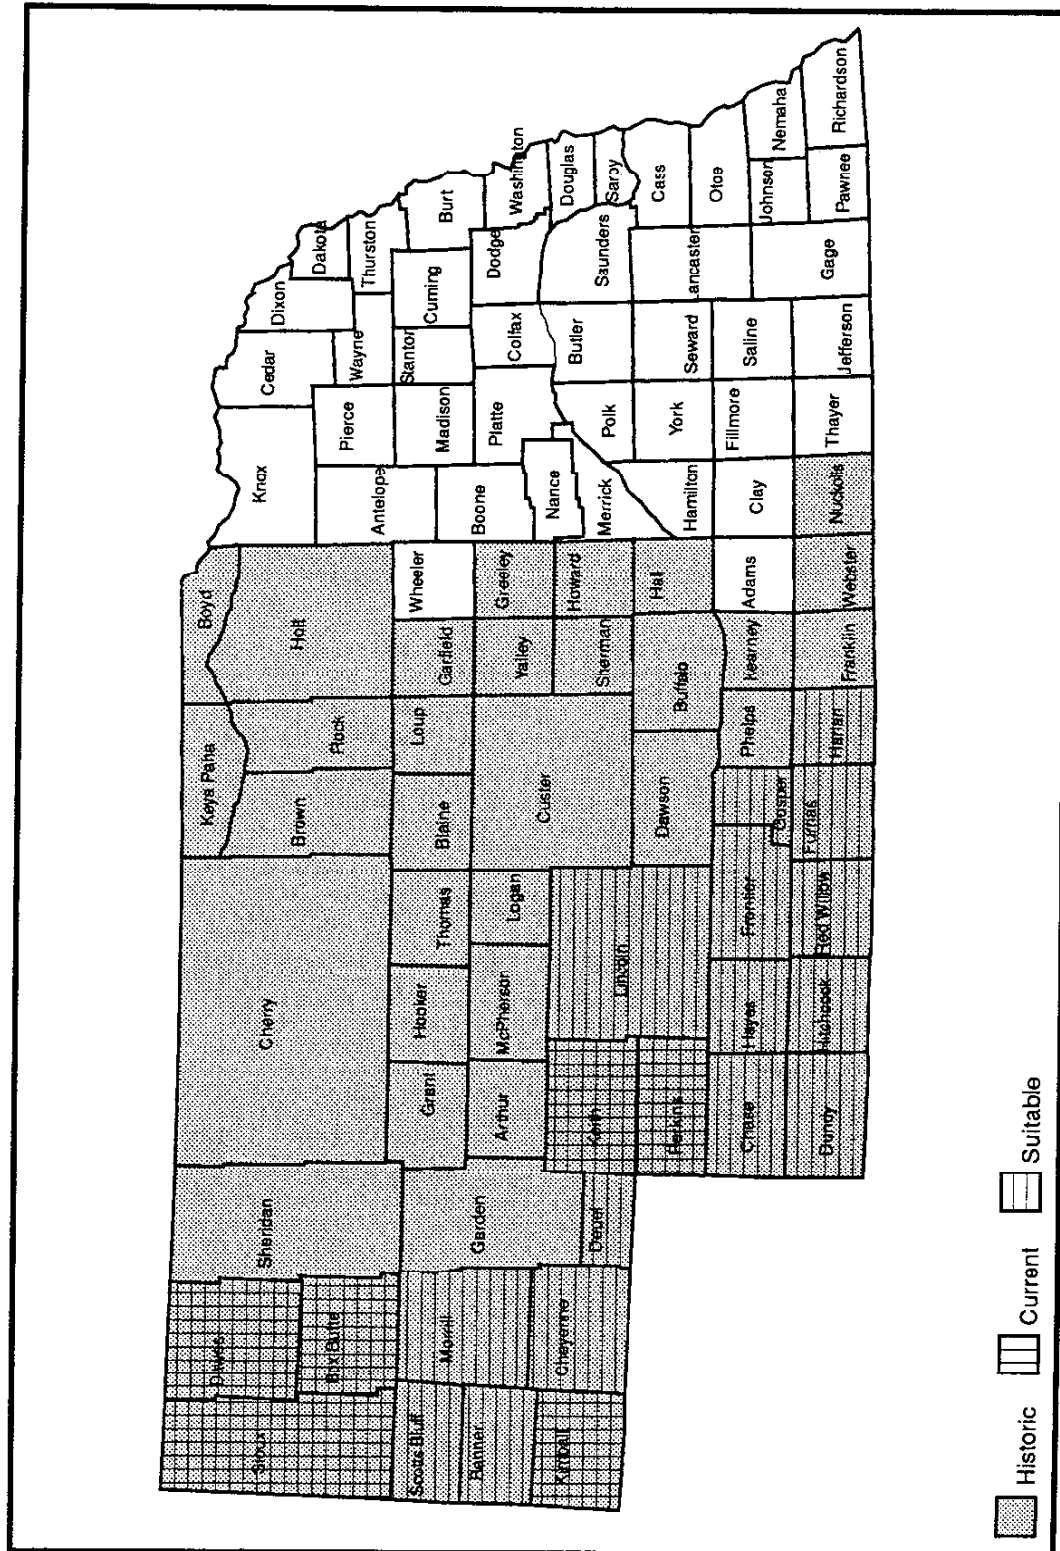 Sioux
Dawes
Box Butte
Sheridan
Cherry
Keya Paha
Boyd
Brown
Rock
Holt
Knox
Cedar
Dixon
Dakota
Antelope
Pierce
Wayne
Thurston
Scotts Bluff
Morrill
Garden
Grant
Hooker
Thomas
Blaine
Loup
Garfield
Wheeler
Boone
Madison
Stanton
Cuming
Burt
Banner
Arthur
McPherson
Logan
Custer
Valley
Greeley
Nance
Platte
Colfax
Dodge
Washington
Kimball
Cheyenne
Deuel
Keith
Lincoln
Sherman
Howard
Merrick
Polk
Butler
Saunders
Douglas
Sarpy
Perkins
Dawson
Buffalo
Hal
Hamilton
York
Seward
Lancaster
Cass
Otoe
Chase
Hayes
Frontier
Gosper
Phelps
Kearney
Adams
Clay
Fillmore
Saline
Gage
Johnson
Nemaha
Dundy
Hitchcock
Red Willow
Furnas
Harlan
Franklin
Webster
Nuckolls
Thayer
Jefferson
Pawnee
Richardson
Historic
Current
Suitable